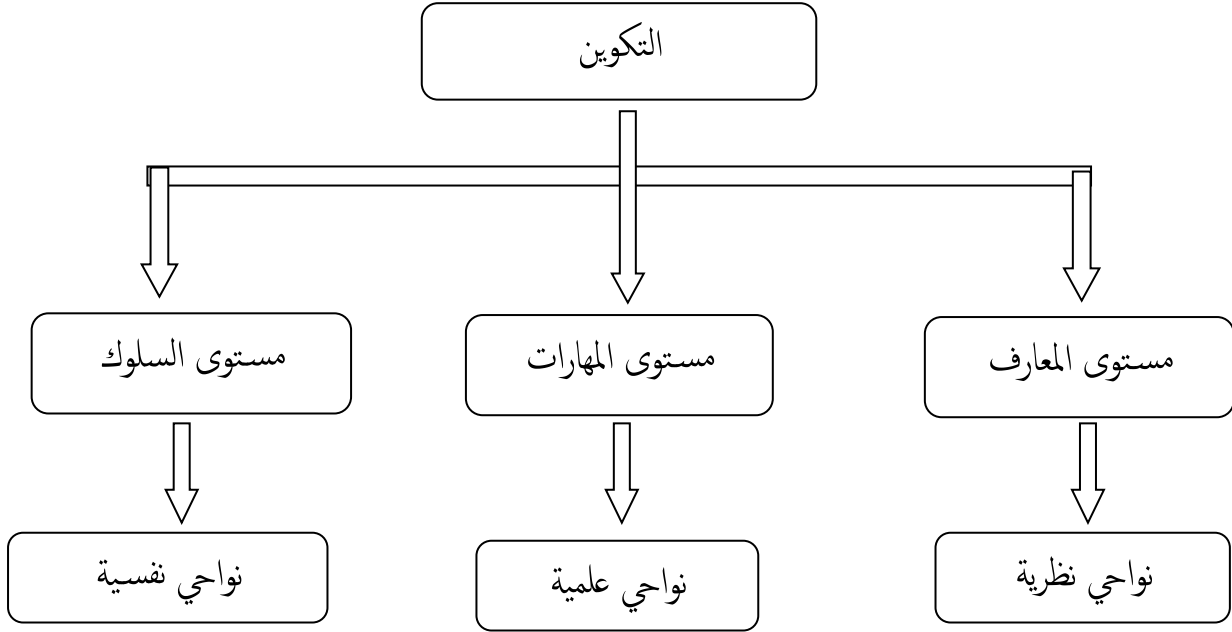 التكوين
مستوى المعارف
مستوى المهارات
مستوى السلوك
نواحي نظرية
نواحي علمية
نواحي نفسية